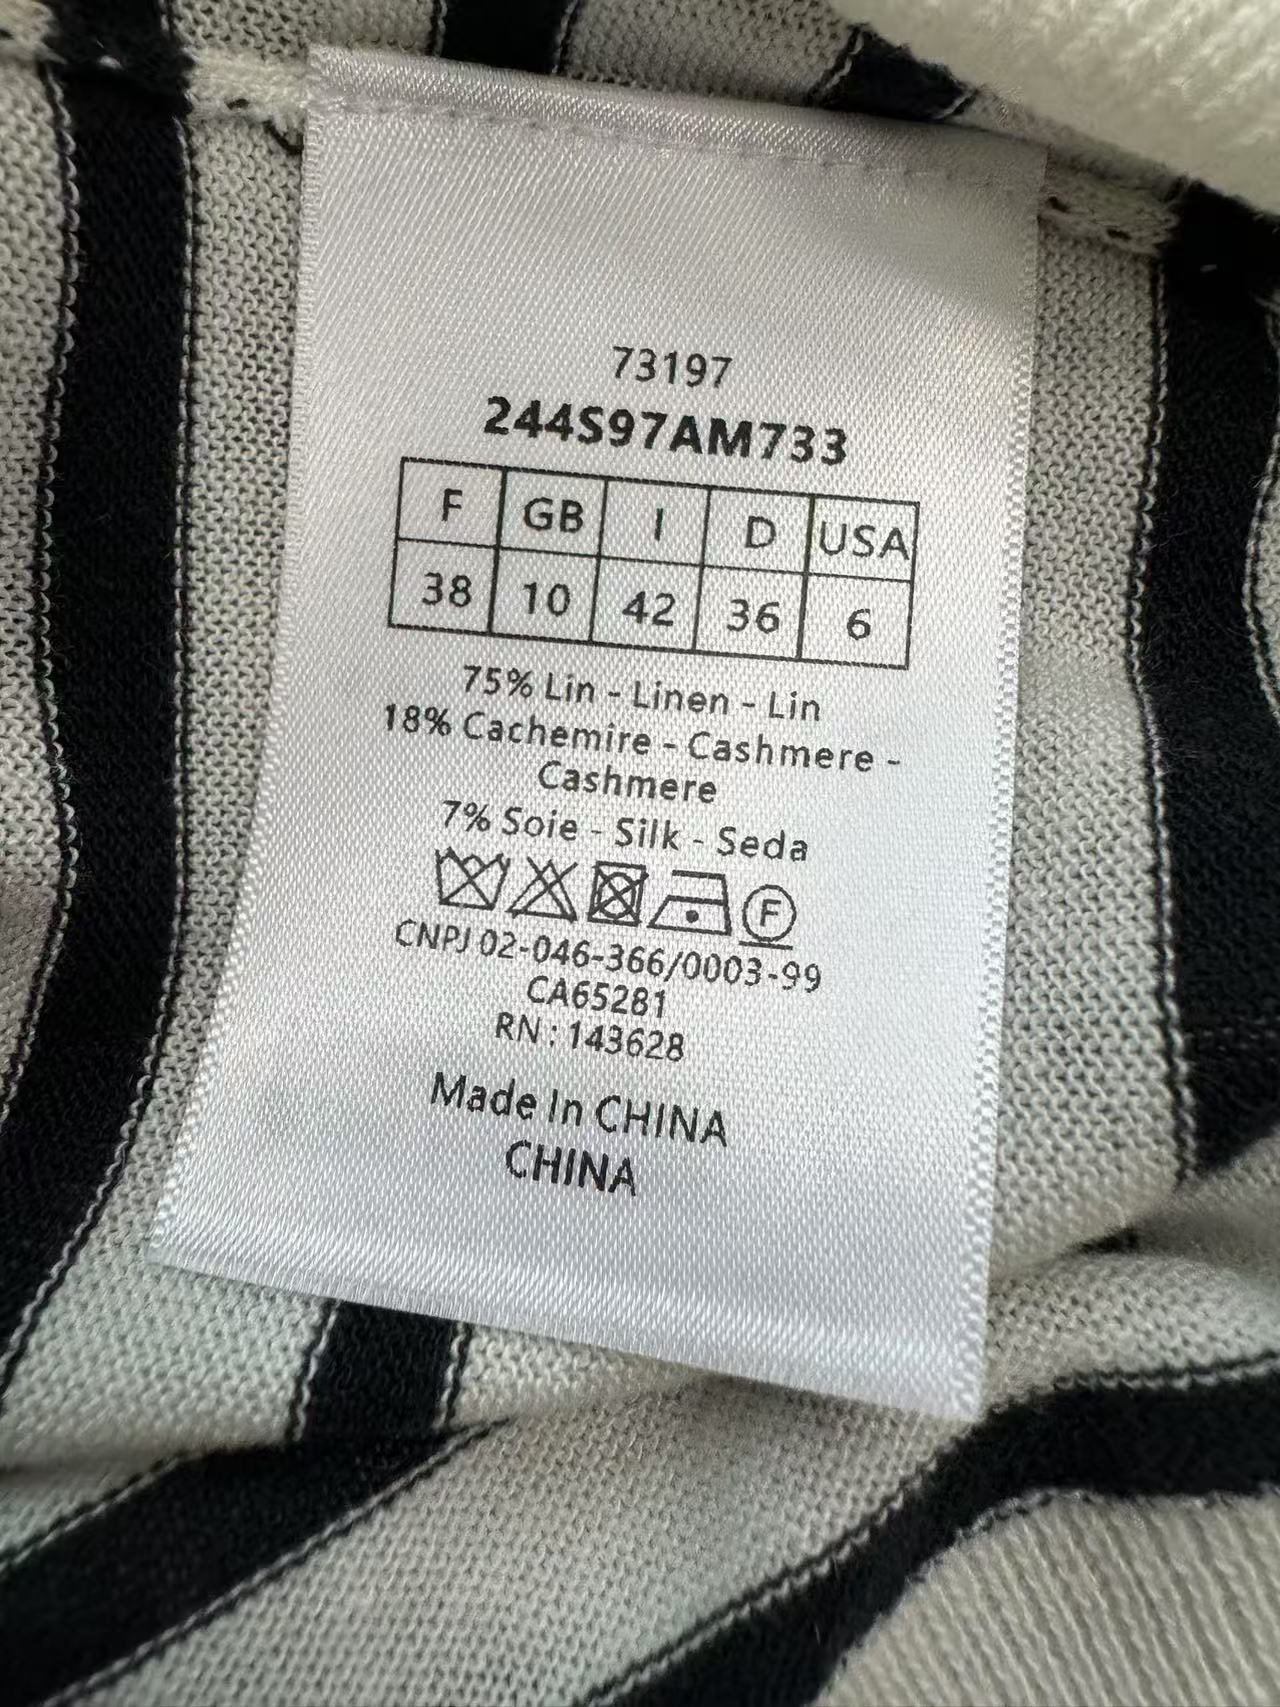 73197
244S97AM733
F GB I D USA
38 10 42 36 6
75% Lin - Linen - Lin
18% Cachemire - Cashmere -
Cashmere
7% Soie - Silk - Seda
F
CNPJ 02-046-366/0003-99
CA65281
RN : 143628
Made In CHINA
CHINA